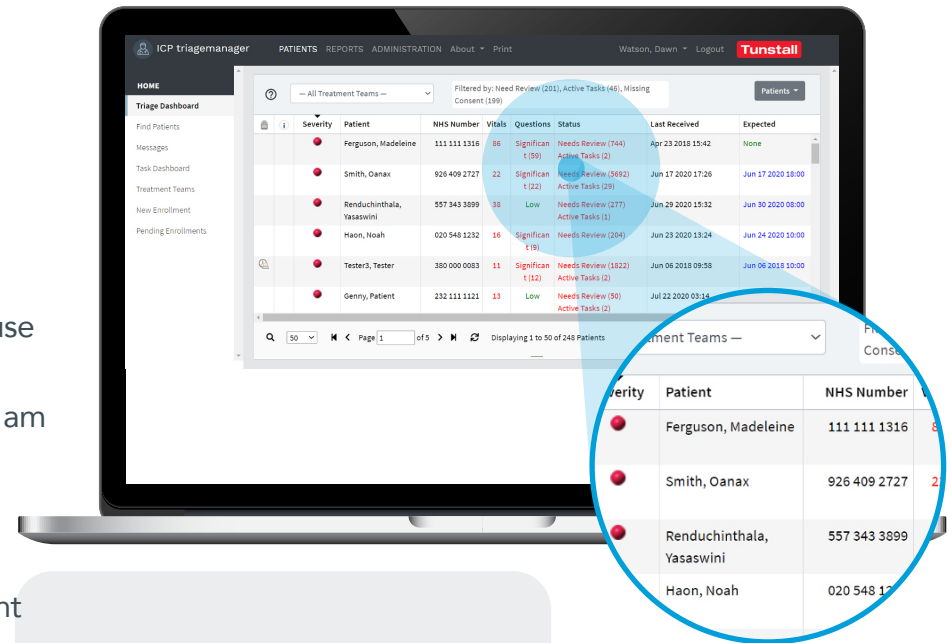 ICP triagemanager PATIENTS REPORTS ADMINISTRATION About Print Watson, Dawn Logout Tunstall
HOME
Triage Dashboard
Find Patients
Messages
Task Dashboard
Treatment Teams
New Enrollment
Pending Enrollments
— All Treatment Teams —
Filtered by: Need Review (201), Active Tasks (46), Missing
Consent (199)
Patients
Severity Patient NHS Number Vitals Questions Status Last Received Expected
Ferguson, Madeleine 111 111 1316 86 Significan Needs Review (744) Apr 23 2018 15:42 None
t (59) Active Tasks (2)
Smith, Oanax 926 409 2727 22 Significan Needs Review (5692) Jun 17 2020 17:26 Jun 17 2020 18:00
t (22) Active Tasks (29)
Renduchinthala, 557 343 3899 38 Low Needs Review (277) Jun 29 2020 15:32 Jun 30 2020 08:00
Yasaswini Active Tasks (1)
Haon, Noah 020 548 1232 16 Significan Needs Review (204) Jun 23 2020 13:24 Jun 24 2020 10:00
t (9)
Tester3, Tester 380 000 0083 11 Significan Needs Review (1822) Jun 06 2018 09:58 Jun 06 2018 10:00
t (12) Active Tasks (2)
Genny, Patient 232 111 1121 13 Low Needs Review (50) Jul 22 2020 03:14
Active Tasks (2)
50 Page 1 of 5 Displaying 1 to 50 of 248 Patients
use
am
nt
tment Teams —
Conse
verity Patient NHS Number
Ferguson, Madeleine 111 111 1316 8
Smith, Oanax 926 409 2727 2
Renduchinthala, 557 343 3899
Yasaswini
Haon, Noah 020 548 12